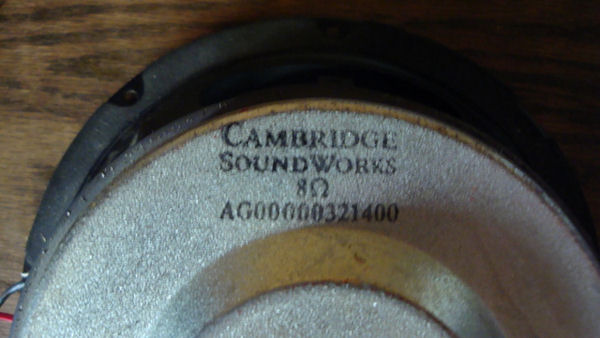 CAMBRIDGE
SOUNDWORKS
8Ω
AG00000321400